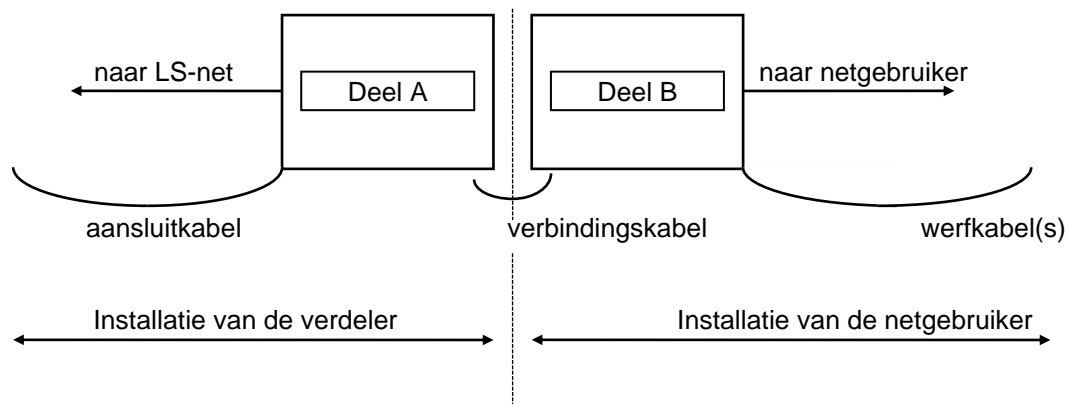 naar LS-net
Deel A
Deel B
naar netgebruiker
aansluitkabel
verbindingskabel
werfkabel(s)
Installatie van de verdeler
Installatie van de netgebruiker